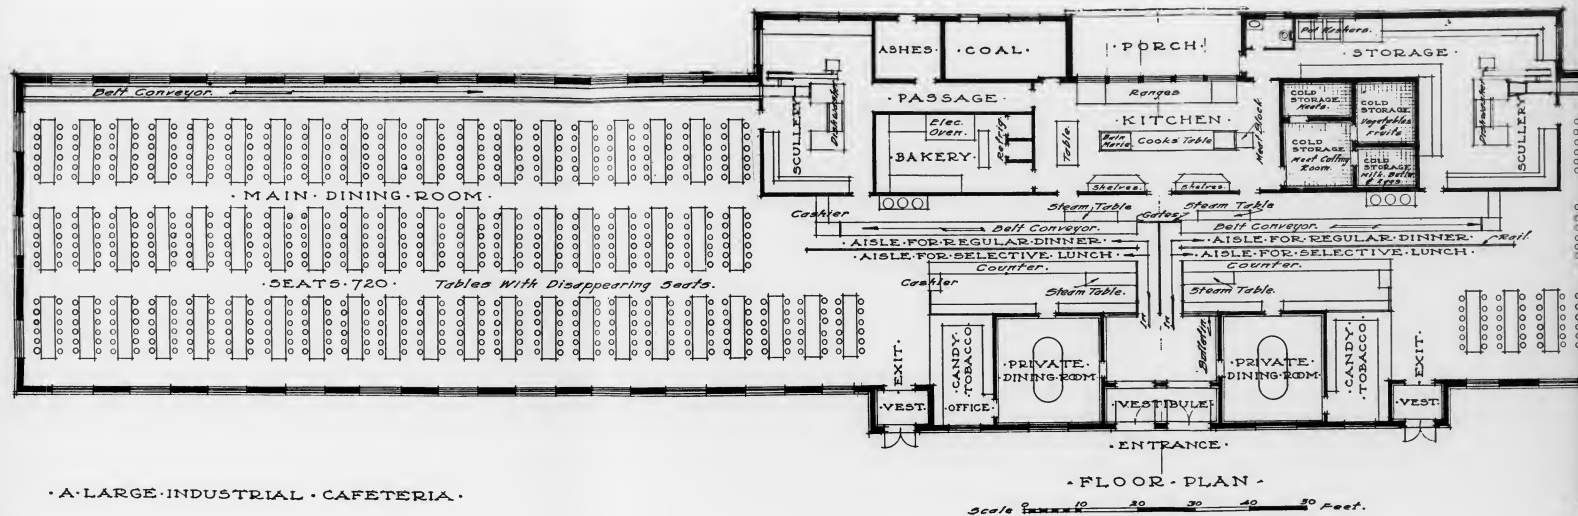 · ASHES ·
· COAL ·
· PORCH ·
Pot Washers.
· STORAGE ·
Belt Conveyor.
· PASSAGE ·
Ranges
· KITCHEN ·
COLD
STORAGE
Meats.
COLD
STORAGE
Vegetables
&
Fruits
COLD
STORAGE
Meat Cutting
Room.
COLD
STORAGE
Milk. Butter
& Eggs.
SCULLERY
Dishwasher
· BAKERY ·
Elec.
Oven.
Refrig.
Table.
Bain
Marie
Cooks Table
Meat Block
Shelves.
Shelves.
Dishwasher
SCULLERY
· MAIN · DINING · ROOM ·
Cashier
Steam Table
Gates
Steam Table
Belt Conveyor.
Belt Conveyor.
· AISLE · FOR · REGULAR · DINNER ·
· AISLE · FOR · REGULAR · DINNER ·
Rail.
· AISLE · FOR · SELECTIVE · LUNCH ·
· AISLE · FOR · SELECTIVE · LUNCH ·
· SEATS · 720 ·
Tables With Disappearing Seats.
Counter.
Counter.
Cashier
Steam Table.
Steam Table.
In
In
Bulletin.
· EXIT ·
· CANDY ·
TOBACCO
· PRIVATE ·
DINING · ROOM
· PRIVATE ·
DINING · ROOM ·
· CANDY ·
TOBACCO
· EXIT ·
· VEST ·
OFFICE ·
VESTIBULE
· VEST ·
· ENTRANCE ·
· A · LARGE · INDUSTRIAL · CAFETERIA ·
· FLOOR · PLAN ·
Scale 0 10 20 30 40 50 Feet.